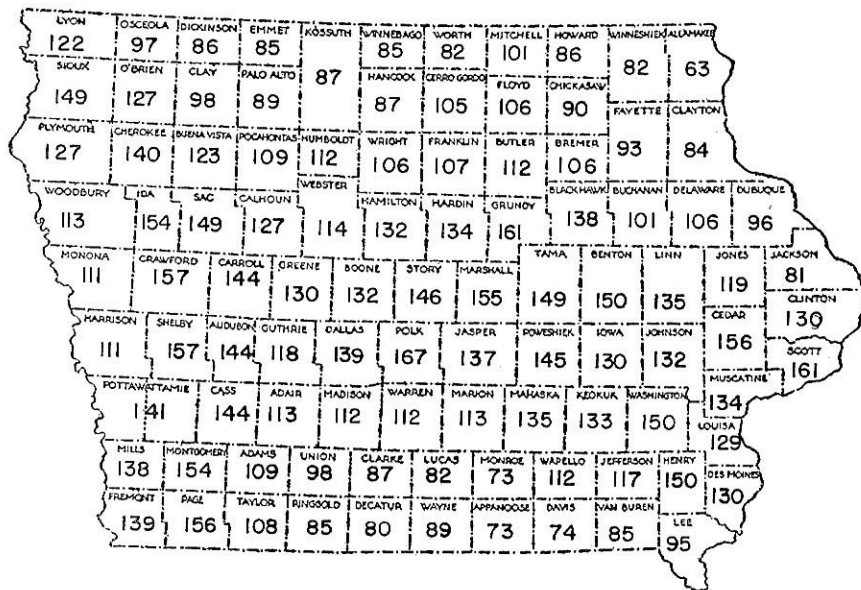 LYON OSCEOLA DICKINSON EMMET KOSSUTH WINNEBAGO WORTH MITCHELL HOWARD WINNESHIEK ALLAMAKEE
122 97 86 85 87 85 82 101 86 82 63
SIOUX O'BRIEN CLAY PALO ALTO HANCOCK CERRO GORDO FLOYD CHICKASAW
149 127 98 89 87 105 106 90
PLYMOUTH CHEROKEE BUENA VISTA POCAHONTAS HUMBOLDT WRIGHT FRANKLIN BUTLER BREMER FAYETTE CLAYTON
127 140 123 109 112 106 107 112 106 93 84
WOODBURY IDA SAC CALHOUN WEBSTER HAMILTON HARDIN GRUNDY BLACK HAWK BUCHANAN DELAWARE DUBUQUE
113 154 149 127 114 132 134 161 138 101 106 96
MONONA CRAWFORD CARROLL GREENE BOONE STORY MARSHALL TAMA BENTON LINN JONES JACKSON
111 157 144 130 132 146 155 149 150 135 119 81
CLINTON
130
HARRISON SHELBY AUDUBON GUTHRIE DALLAS POLK JASPER POWESHIEK IOWA JOHNSON CEDAR SCOTT
111 157 144 118 139 167 137 145 130 132 156 161
MUSCATINE
134
POTTAWATTAMIE CASS ADAIR MADISON WARREN MARION MAHASKA KEOKUK WASHINGTON LOUISA
141 144 113 112 112 113 135 133 150 129
MILLS MONTGOMERY ADAMS UNION CLARKE LUCAS MONROE WAPELLO JEFFERSON HENRY DES MOINES
138 154 109 98 87 82 73 112 117 150 130
FREMONT PAGE TAYLOR RINGGOLD DECATUR WAYNE APPANOOSE DAVIS VAN BUREN LEE
139 156 108 85 80 89 73 74 85 95